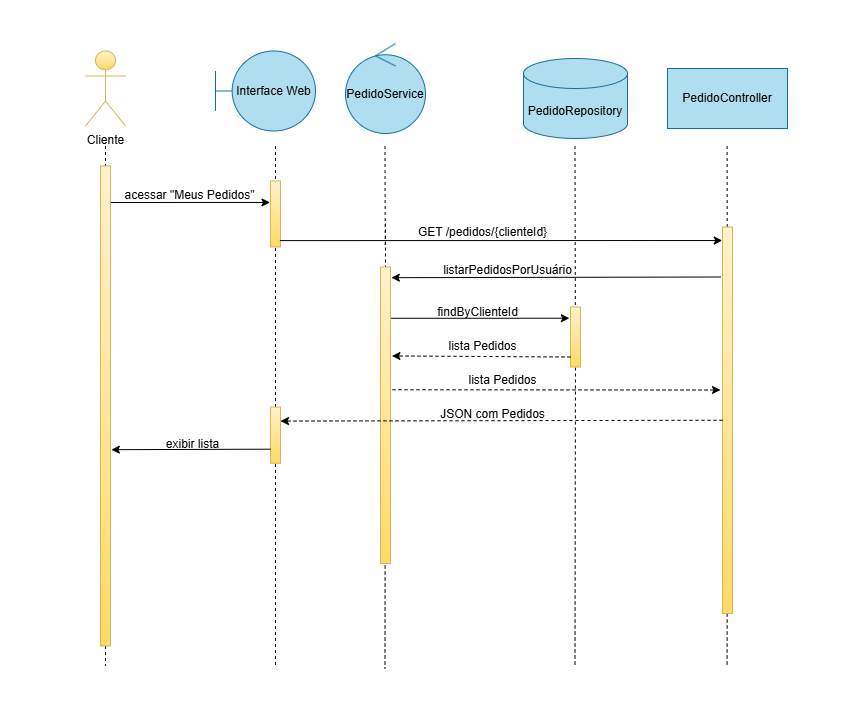 Cliente
Interface Web
PedidoService
PedidoRepository
PedidoController
acessar "Meus Pedidos"
GET /pedidos/{clienteId}
listarPedidosPorUsuário
findByClienteId
lista Pedidos
lista Pedidos
JSON com Pedidos
exibir lista